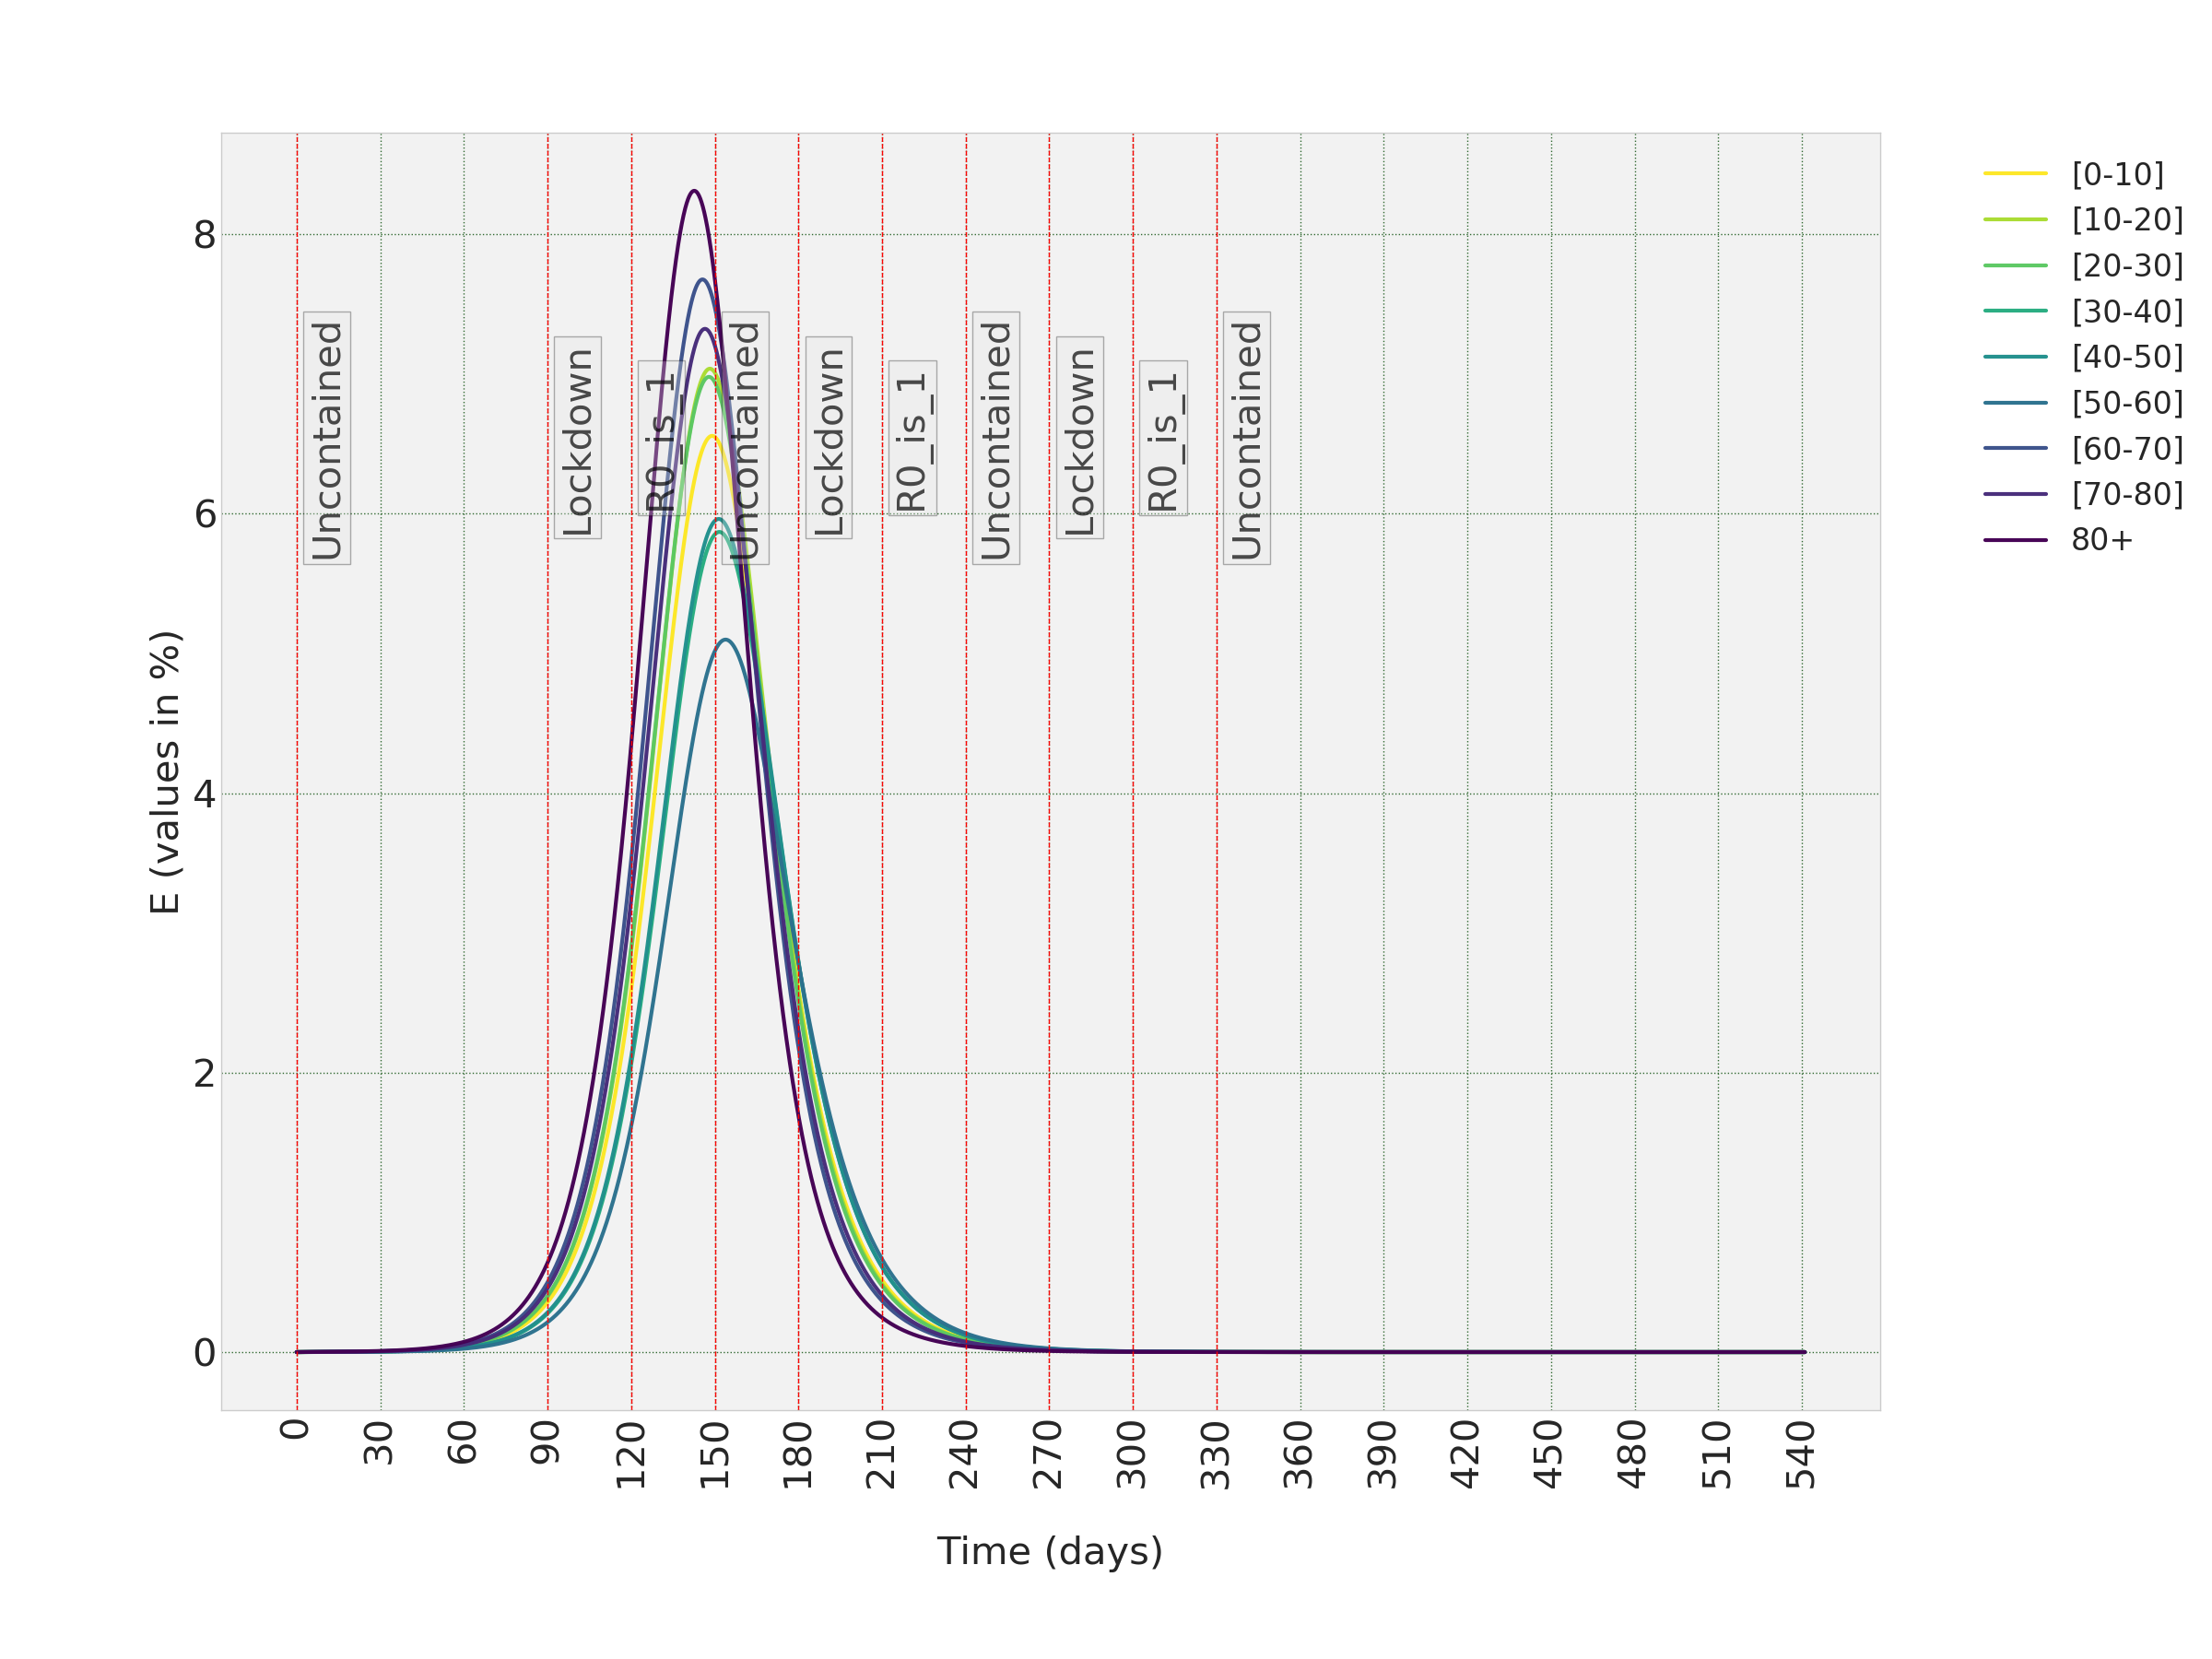 [0-10]
[10-20]
[20-30]
[30-40]
[40-50]
[50-60]
[60-70]
[70-80]
80+
8
6
4
2
0
E (values in %)
Uncontained
Lockdown
R0_is_1
Uncontained
Lockdown
R0_is_1
Uncontained
Lockdown
R0_is_1
Uncontained
0
30
60
90
120
150
180
210
240
270
300
330
360
390
420
450
480
510
540
Time (days)